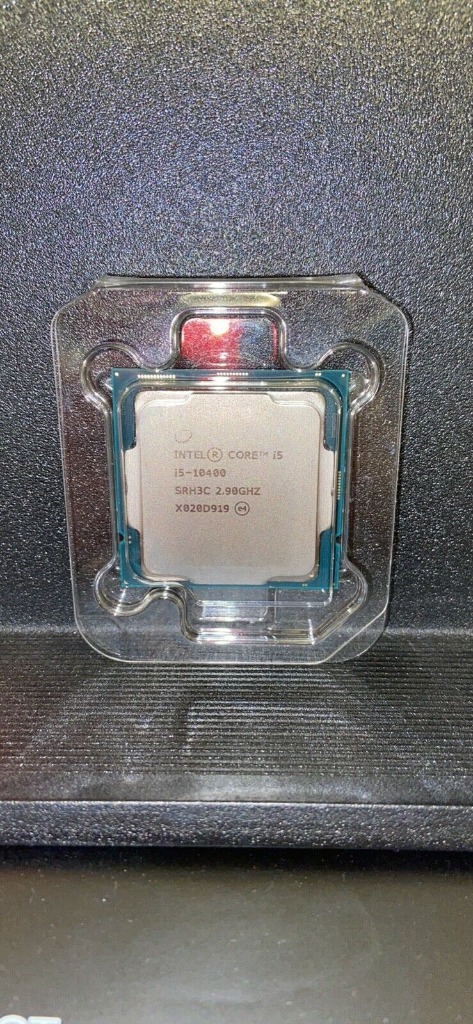 INTEL® CORE™ i5
i5-10400
SRH3C 2.90GHZ
X020D919 e4